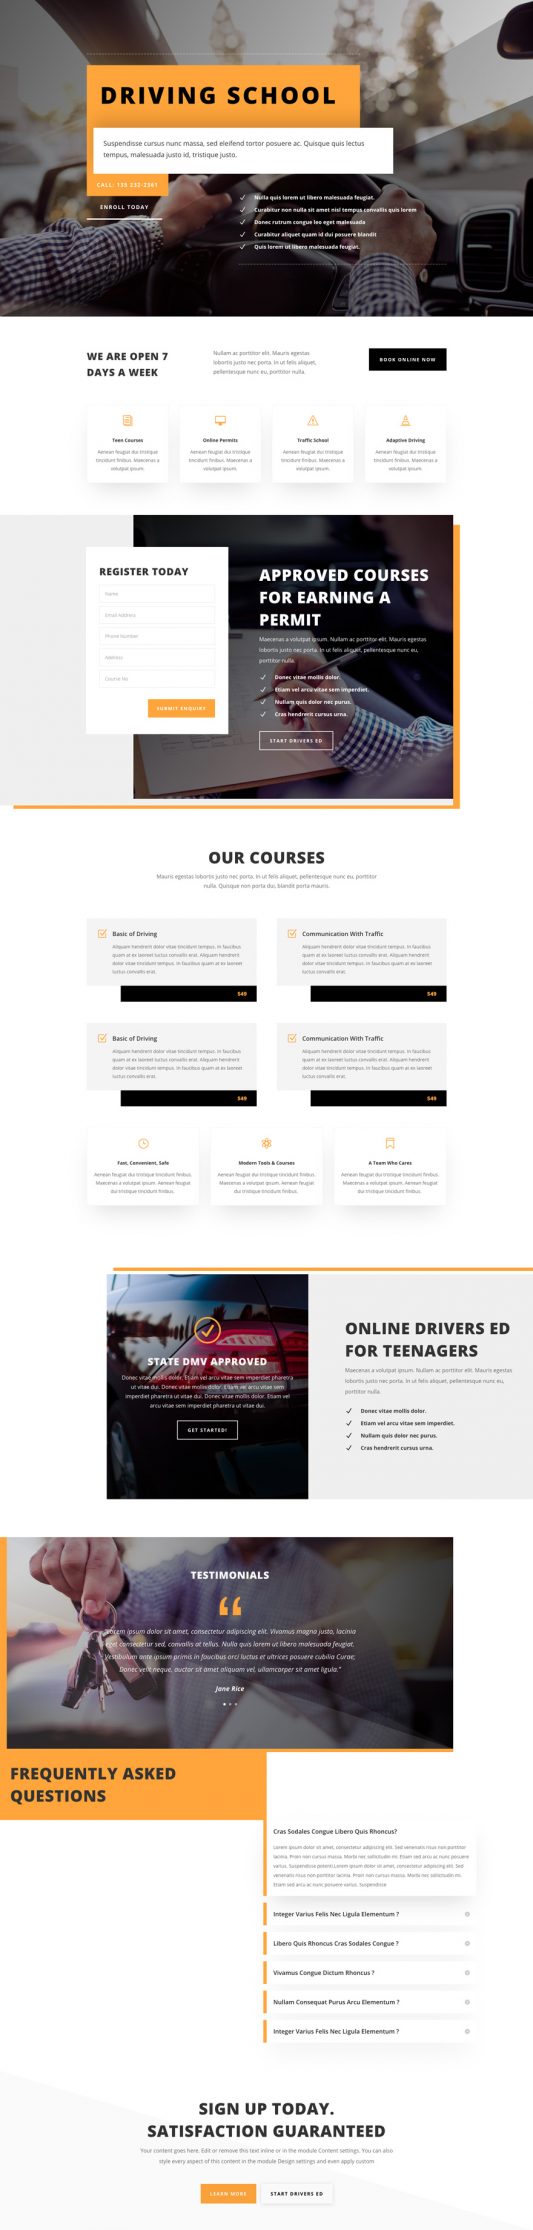 DRIVING SCHOOL
Suspendisse cursus nunc massa, sed eleifend tortor posuere ac. Quisque quis lectus
tempus, malesuada justo id, tristique justo.
CALL: 135 232-2561
ENROLL TODAY
Nulla quis lorem ut libero malesuada feugiat.
Curabitur non nulla sit amet nisl tempus convallis quis lorem
Donec rutrum congue leo eget malesuada
Curabitur aliquet quam id dui posuere blandit
Quis lorem ut libero malesuada feugiat.
WE ARE OPEN 7
DAYS A WEEK
Nullam ac porttitor elit. Mauris egestas
lobortis justo nec porta. In ut felis aliquet,
pellentesque nunc eu, porttitor nulla.
BOOK ONLINE NOW
Teen Courses
Aenean feugiat dui tristique
tincidunt finibus. Maecenas a
volutpat ipsum.
Online Permits
Aenean feugiat dui tristique
tincidunt finibus. Maecenas a
volutpat ipsum.
Traffic School
Aenean feugiat dui tristique
tincidunt finibus. Maecenas a
volutpat ipsum.
Adaptive Driving
Aenean feugiat dui tristique
tincidunt finibus. Maecenas a
volutpat ipsum.
REGISTER TODAY
Name
Email Address
Phone Number
Address
Course No
SUBMIT ENQUIRY
APPROVED COURSES
FOR EARNING A
PERMIT
Maecenas a volutpat ipsum. Nullam ac porttitor elit. Mauris egestas
lobortis justo nec porta. In ut felis aliquet, pellentesque nunc eu,
porttitor nulla.
Donec vitae mollis dolor.
Etiam vel arcu vitae sem imperdiet.
Nullam quis dolor nec purus.
Cras hendrerit cursus urna.
START DRIVERS ED
OUR COURSES
Mauris egestas lobortis justo nec porta. In ut felis aliquet, pellentesque nunc eu, porttitor
nulla. Quisque non porta dui, blandit porta mauris.
Basic of Driving
Aliquam hendrerit dolor vitae tincidunt tempus. In faucibus
quam at ex laoreet luctus convallis erat. Aliquam hendrerit
dolor vitae tincidunt tempus. In faucibus quam at ex laoreet
luctus convallis erat.
$49
Communication With Traffic
Aliquam hendrerit dolor vitae tincidunt tempus. In faucibus
quam at ex laoreet luctus convallis erat. Aliquam hendrerit
dolor vitae tincidunt tempus. In faucibus quam at ex laoreet
luctus convallis erat.
$49
Basic of Driving
Aliquam hendrerit dolor vitae tincidunt tempus. In faucibus
quam at ex laoreet luctus convallis erat. Aliquam hendrerit
dolor vitae tincidunt tempus. In faucibus quam at ex laoreet
luctus convallis erat.
$49
Communication With Traffic
Aliquam hendrerit dolor vitae tincidunt tempus. In faucibus
quam at ex laoreet luctus convallis erat. Aliquam hendrerit
dolor vitae tincidunt tempus. In faucibus quam at ex laoreet
luctus convallis erat.
$49
Fast, Convenient, Safe
Aenean feugiat dui tristique tincidunt finibus.
Maecenas a volutpat ipsum. Aenean feugiat
dui tristique tincidunt finibus.
Modern Tools & Courses
Aenean feugiat dui tristique tincidunt finibus.
Maecenas a volutpat ipsum. Aenean feugiat
dui tristique tincidunt finibus.
A Team Who Cares
Aenean feugiat dui tristique tincidunt finibus.
Maecenas a volutpat ipsum. Aenean feugiat
dui tristique tincidunt finibus.
STATE DMV APPROVED
Donec vitae mollis dolor. Etiam vel arcu vitae sem imperdiet pharetra
ut vitae dui. Donec vitae mollis dolor. Etiam vel arcu vitae sem
imperdiet pharetra ut vitae dui. Donec vitae mollis dolor. Etiam vel
arcu vitae sem imperdiet pharetra ut vitae dui.
GET STARTED!
ONLINE DRIVERS ED
FOR TEENAGERS
Maecenas a volutpat ipsum. Nullam ac porttitor elit. Mauris egestas
lobortis justo nec porta. In ut felis aliquet, pellentesque nunc eu,
porttitor nulla.
Donec vitae mollis dolor.
Etiam vel arcu vitae sem imperdiet.
Nullam quis dolor nec purus.
Cras hendrerit cursus urna.
TESTIMONIALS
"Lorem ipsum dolor sit amet, consectetur adipiscing elit. Vivamus magna justo, lacinia
eget consectetur sed, convallis at tellus. Nulla quis lorem ut libero malesuada feugiat.
Vestibulum ante ipsum primis in faucibus orci luctus et ultrices posuere cubilia Curae;
Donec velit neque, auctor sit amet aliquam vel, ullamcorper sit amet ligula."
Jane Rice
FREQUENTLY ASKED
QUESTIONS
Cras Sodales Congue Libero Quis Rhoncus?
Lorem ipsum dolor sit amet, consectetur adipiscing elit. Sed venenatis risus non porttitor
lacinia. Proin non cursus massa. Morbi nec sollicitudin mi. Etiam sed arcu ac nunc posuere
varius. Suspendisse potenti.Lorem ipsum dolor sit amet, consectetur adipiscing elit. Sed
venenatis risus non porttitor lacinia. Proin non cursus massa. Morbi nec sollicitudin mi.
Etiam sed arcu ac nunc posuere varius. Suspendisse
Integer Varius Felis Nec Ligula Elementum ?
Libero Quis Rhoncus Cras Sodales Congue ?
Vivamus Congue Dictum Rhoncus ?
Nullam Consequat Purus Arcu Elementum ?
Integer Varius Felis Nec Ligula Elementum ?
SIGN UP TODAY.
SATISFACTION GUARANTEED
Your content goes here. Edit or remove this text inline or in the module Content settings. You can also
style every aspect of this content in the module Design settings and even apply custom
LEARN MORE
START DRIVERS ED